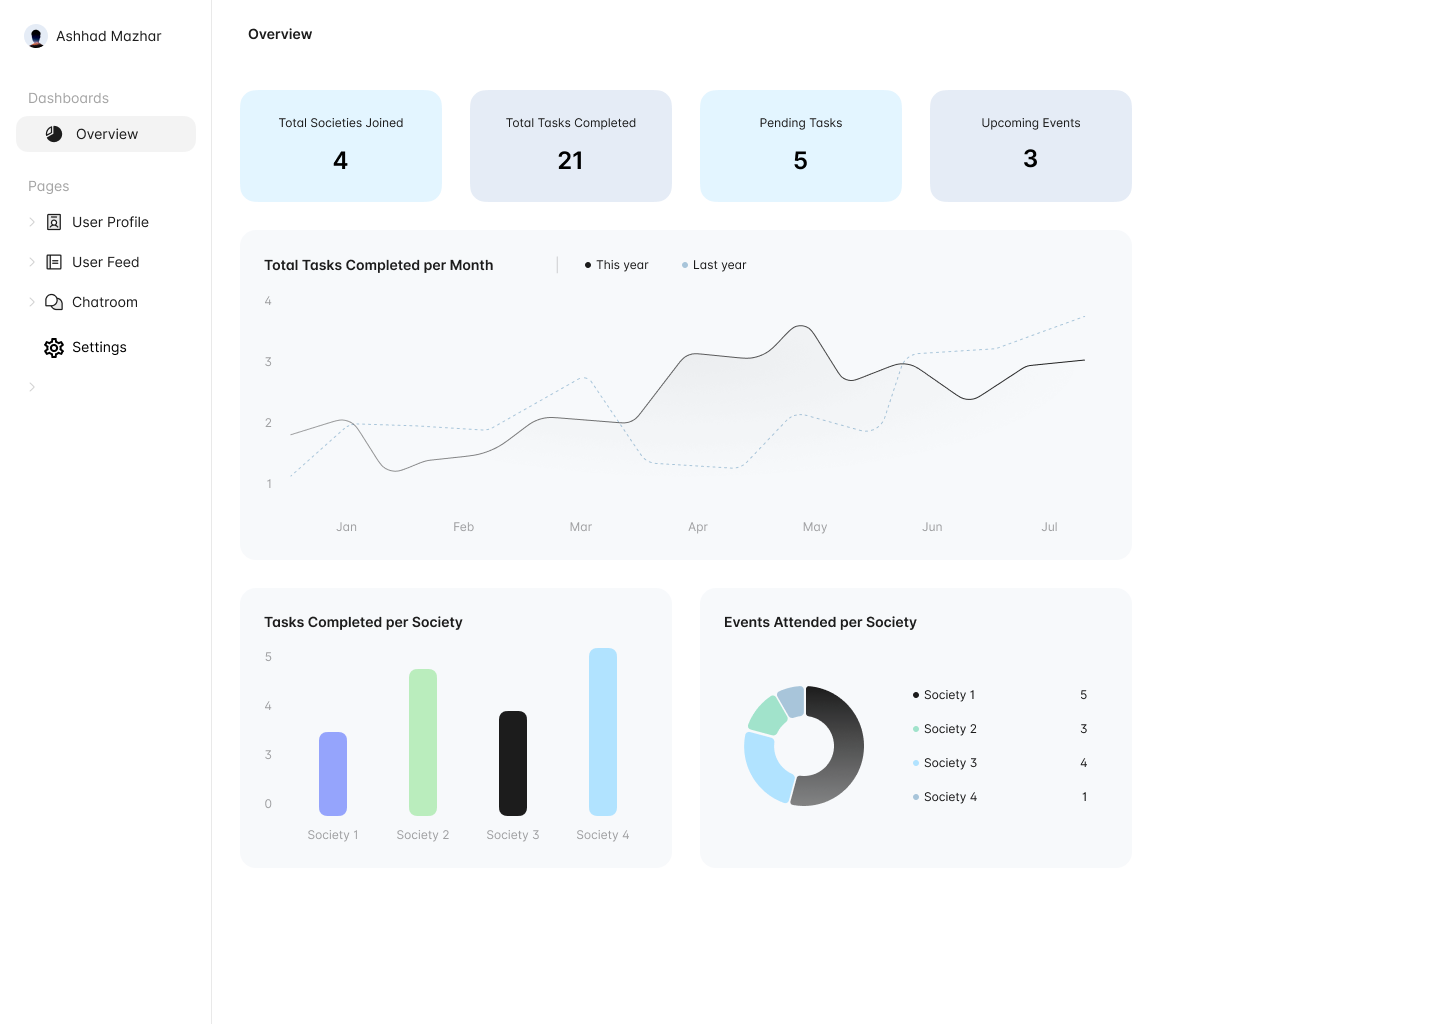 Ashhad Mazhar
Dashboards
Overview
Pages
User Profile
User Feed
Chatroom
Settings
Overview
Total Societies Joined
4
Total Tasks Completed
21
Pending Tasks
5
Upcoming Events
3
Total Tasks Completed per Month
This year
Last year
4
3
2
1
Jan Feb Mar Apr May Jun Jul
Tasks Completed per Society
5
4
3
0
Society 1 Society 2 Society 3 Society 4
Events Attended per Society
Society 1 5
Society 2 3
Society 3 4
Society 4 1